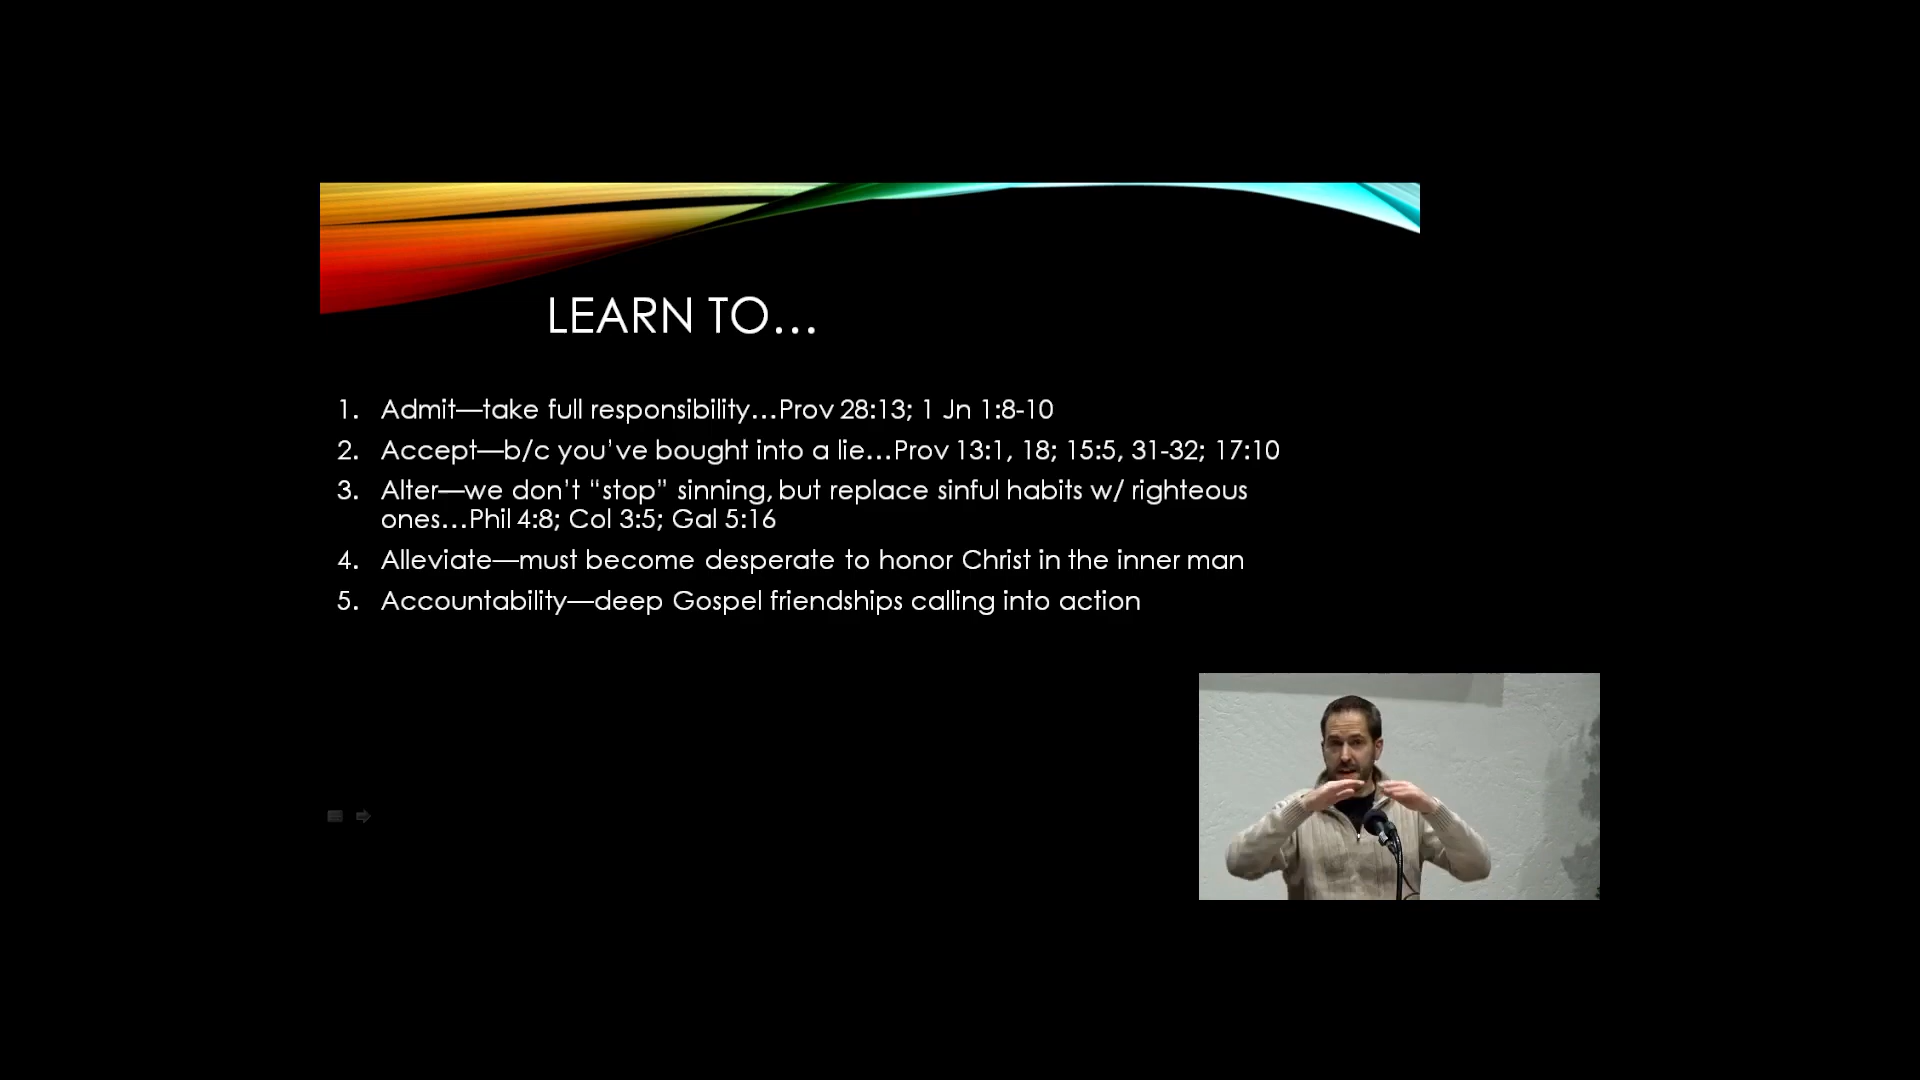 LEARN TO…
1. Admit—take full responsibility…Prov 28:13; 1 Jn 1:8-10
2. Accept—b/c you've bought into a lie…Prov 13:1, 18; 15:5, 31-32; 17:10
3. Alter—we don't “stop” sinning, but replace sinful habits w/ righteous
ones…Phil 4:8; Col 3:5; Gal 5:16
4. Alleviate—must become desperate to honor Christ in the inner man
5. Accountability—deep Gospel friendships calling into action